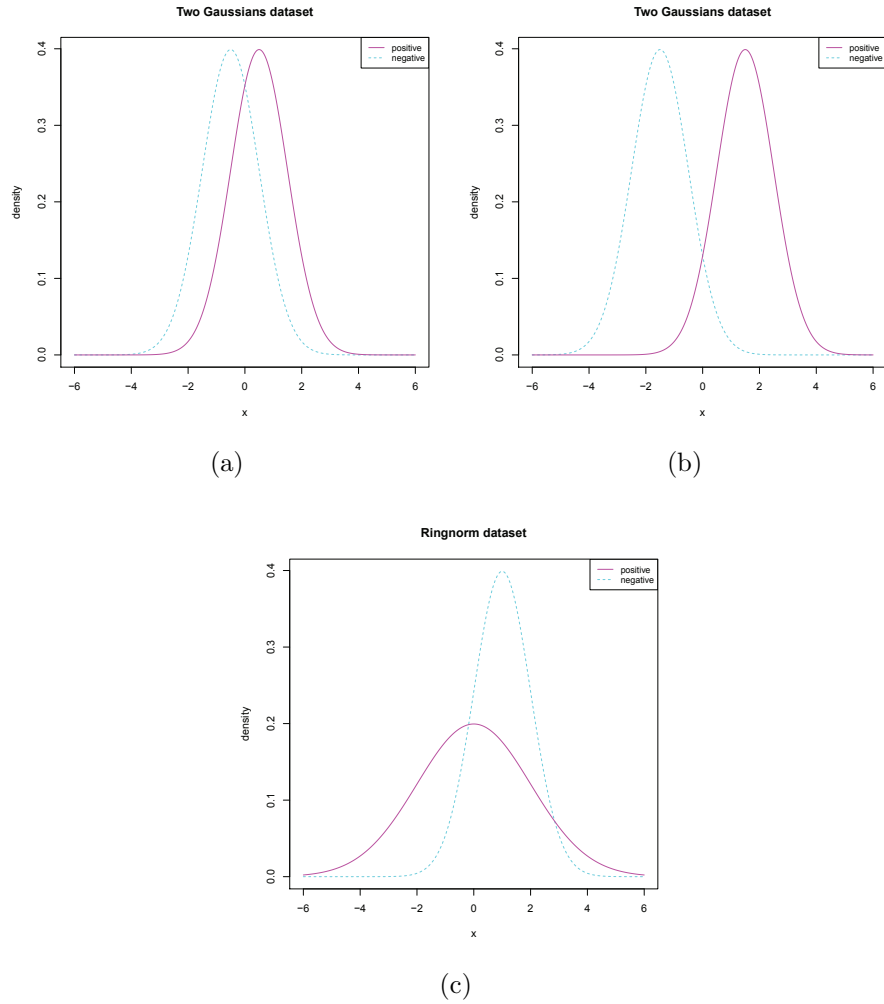 Two Gaussians dataset
positive
negative
density
0.4
0.3
0.2
0.1
0.0
−6 −4 −2 0 2 4 6
x
(a)
Two Gaussians dataset
positive
negative
density
0.4
0.3
0.2
0.1
0.0
−6 −4 −2 0 2 4 6
x
(b)
Ringnorm dataset
positive
negative
density
0.4
0.3
0.2
0.1
0.0
−6 −4 −2 0 2 4 6
x
(c)